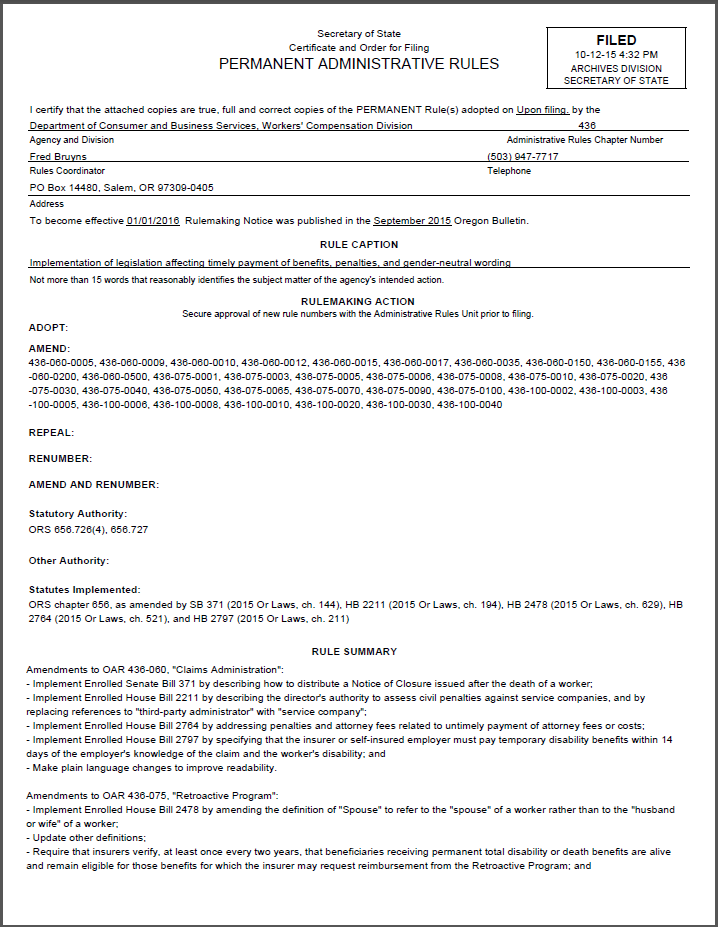 Secretary of State
Certificate and Order for Filing
PERMANENT ADMINISTRATIVE RULES
FILED
10-12-15 4:32 PM
ARCHIVES DIVISION
SECRETARY OF STATE
I certify that the attached copies are true, full and correct copies of the PERMANENT Rule(s) adopted on Upon filing. by the
Department of Consumer and Business Services, Workers' Compensation Division 436
Agency and Division Administrative Rules Chapter Number
Fred Bruyns (503) 947-7717
Rules Coordinator Telephone
PO Box 14480, Salem, OR 97309-0405
Address
To become effective 01/01/2016 Rulemaking Notice was published in the September 2015 Oregon Bulletin.
RULE CAPTION
Implementation of legislation affecting timely payment of benefits, penalties, and gender-neutral wording
Not more than 15 words that reasonably identifies the subject matter of the agency's intended action.
RULEMAKING ACTION
Secure approval of new rule numbers with the Administrative Rules Unit prior to filing.
ADOPT:
AMEND:
436-060-0005, 436-060-0009, 436-060-0010, 436-060-0012, 436-060-0015, 436-060-0017, 436-060-0035, 436-060-0150, 436-060-0155, 436
-060-0200, 436-060-0500, 436-075-0001, 436-075-0003, 436-075-0005, 436-075-0006, 436-075-0008, 436-075-0010, 436-075-0020, 436
-075-0030, 436-075-0040, 436-075-0050, 436-075-0065, 436-075-0070, 436-075-0090, 436-075-0100, 436-100-0002, 436-100-0003, 436
-100-0005, 436-100-0006, 436-100-0008, 436-100-0010, 436-100-0020, 436-100-0030, 436-100-0040
REPEAL:
RENUMBER:
AMEND AND RENUMBER:
Statutory Authority:
ORS 656.726(4), 656.727
Other Authority:
Statutes Implemented:
ORS chapter 656, as amended by SB 371 (2015 Or Laws, ch. 144), HB 2211 (2015 Or Laws, ch. 194), HB 2478 (2015 Or Laws, ch. 629), HB
2764 (2015 Or Laws, ch. 521), and HB 2797 (2015 Or Laws, ch. 211)
RULE SUMMARY
Amendments to OAR 436-060, "Claims Administration":
- Implement Enrolled Senate Bill 371 by describing how to distribute a Notice of Closure issued after the death of a worker;
- Implement Enrolled House Bill 2211 by describing the director's authority to assess civil penalties against service companies, and by
replacing references to "third-party administrator" with "service company";
- Implement Enrolled House Bill 2764 by addressing penalties and attorney fees related to untimely payment of attorney fees or costs;
- Implement Enrolled House Bill 2797 by specifying that the insurer or self-insured employer must pay temporary disability benefits within 14
days of the employer's knowledge of the claim and the worker's disability; and
- Make plain language changes to improve readability.
Amendments to OAR 436-075, "Retroactive Program":
- Implement Enrolled House Bill 2478 by amending the definition of "Spouse" to refer to the "spouse" of a worker rather than to the "husband
or wife" of a worker;
- Update other definitions;
- Require that insurers verify, at least once every two years, that beneficiaries receiving permanent total disability or death benefits are alive
and remain eligible for those benefits for which the insurer may request reimbursement from the Retroactive Program; and